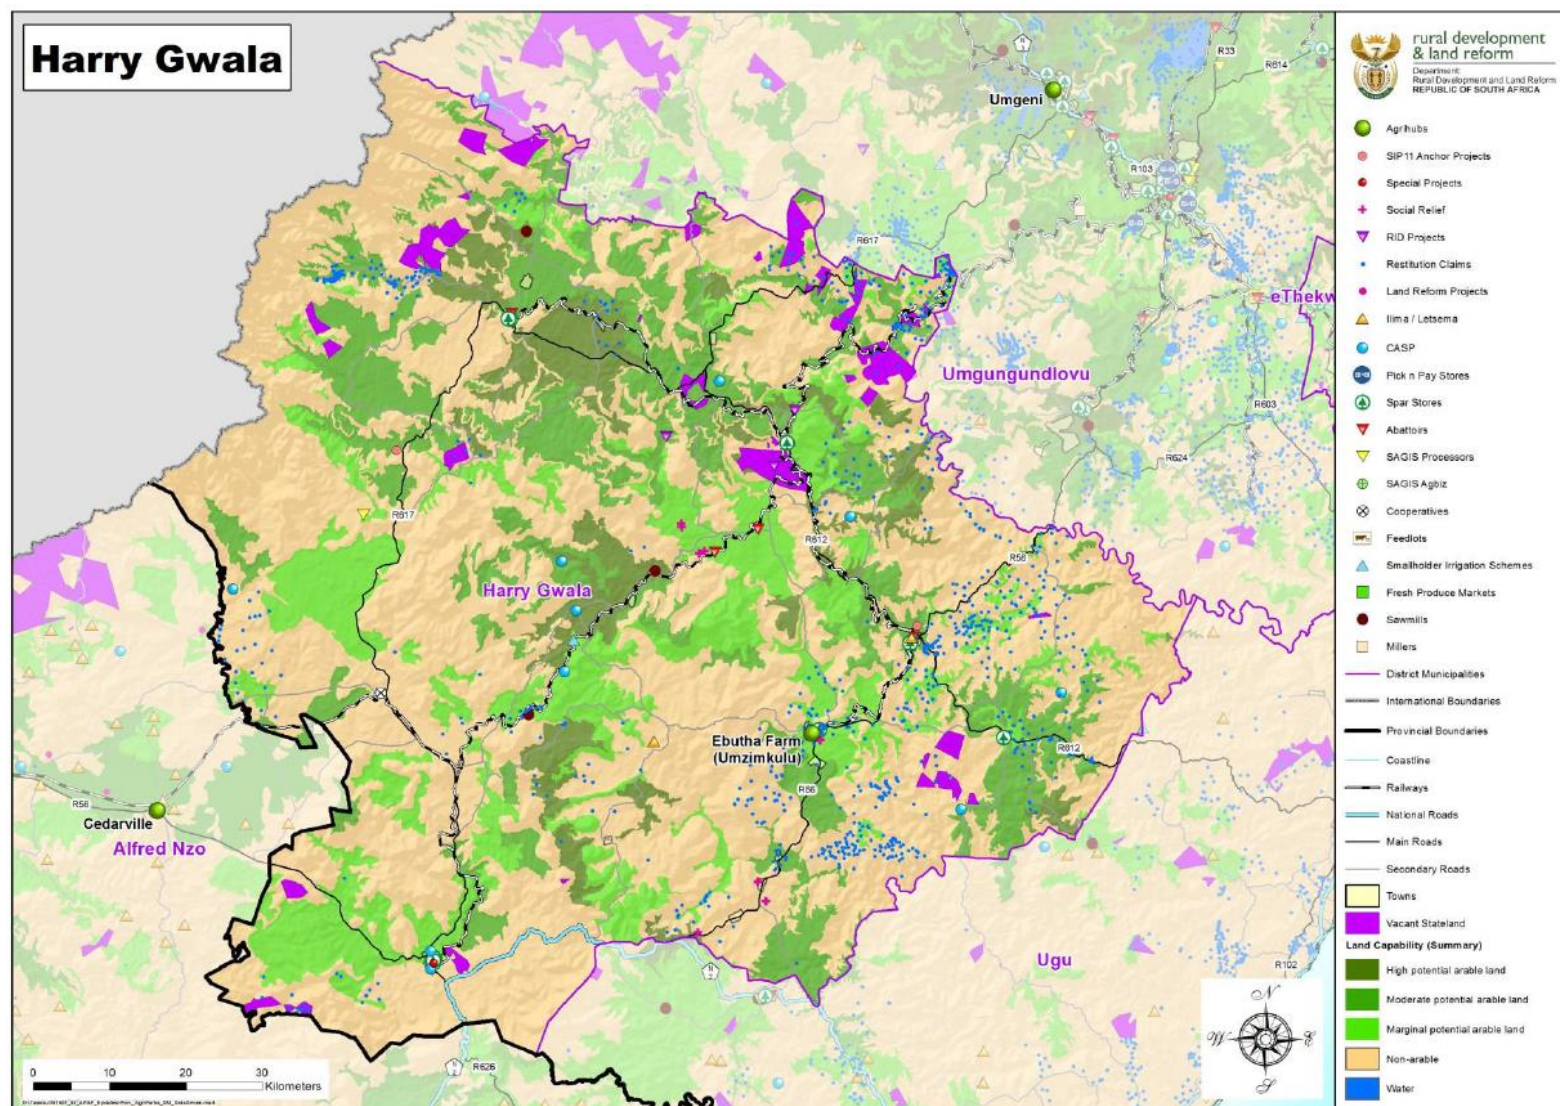 Harry Gwala
rural development
& land reform
Department:
Rural Development and Land Reform
REPUBLIC OF SOUTH AFRICA
Agrihubs
SIP11 Anchor Projects
Special Projects
Social Relief
RID Projects
Restitution Claims
Land Reform Projects
Ilima / Letsema
CASP
Pick n Pay Stores
Spar Stores
Abattoirs
SAGIS Processors
SAGIS Agbiz
Cooperatives
Feedlots
Smallholder Irrigation Schemes
Fresh Produce Markets
Sawmills
Millers
District Municipalities
International Boundaries
Provincial Boundaries
Coastline
Railways
National Roads
Main Roads
Secondary Roads
Towns
Vacant Stateland
Land Capability (Summary)
High potential arable land
Moderate potential arable land
Marginal potential arable land
Non-arable
Water
N
1
R33
R614
Umgeni
R103
R617
eThekw
Umgungundlovu
R603
R624
R617
R612
R56
Harry Gwala
Ebutha Farm
(Umzimkulu)
R612
R56
Cedarville
Alfred Nzo
R66
Ugu
R102
N
2
N
2
R626
N
W
E
S
0
10
20
30
Kilometers